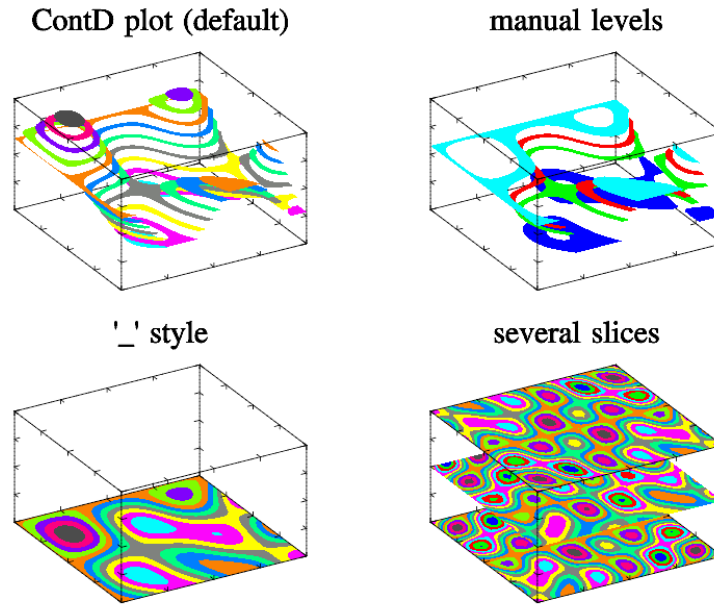 ContD plot (default)
manual levels
'_' style
several slices